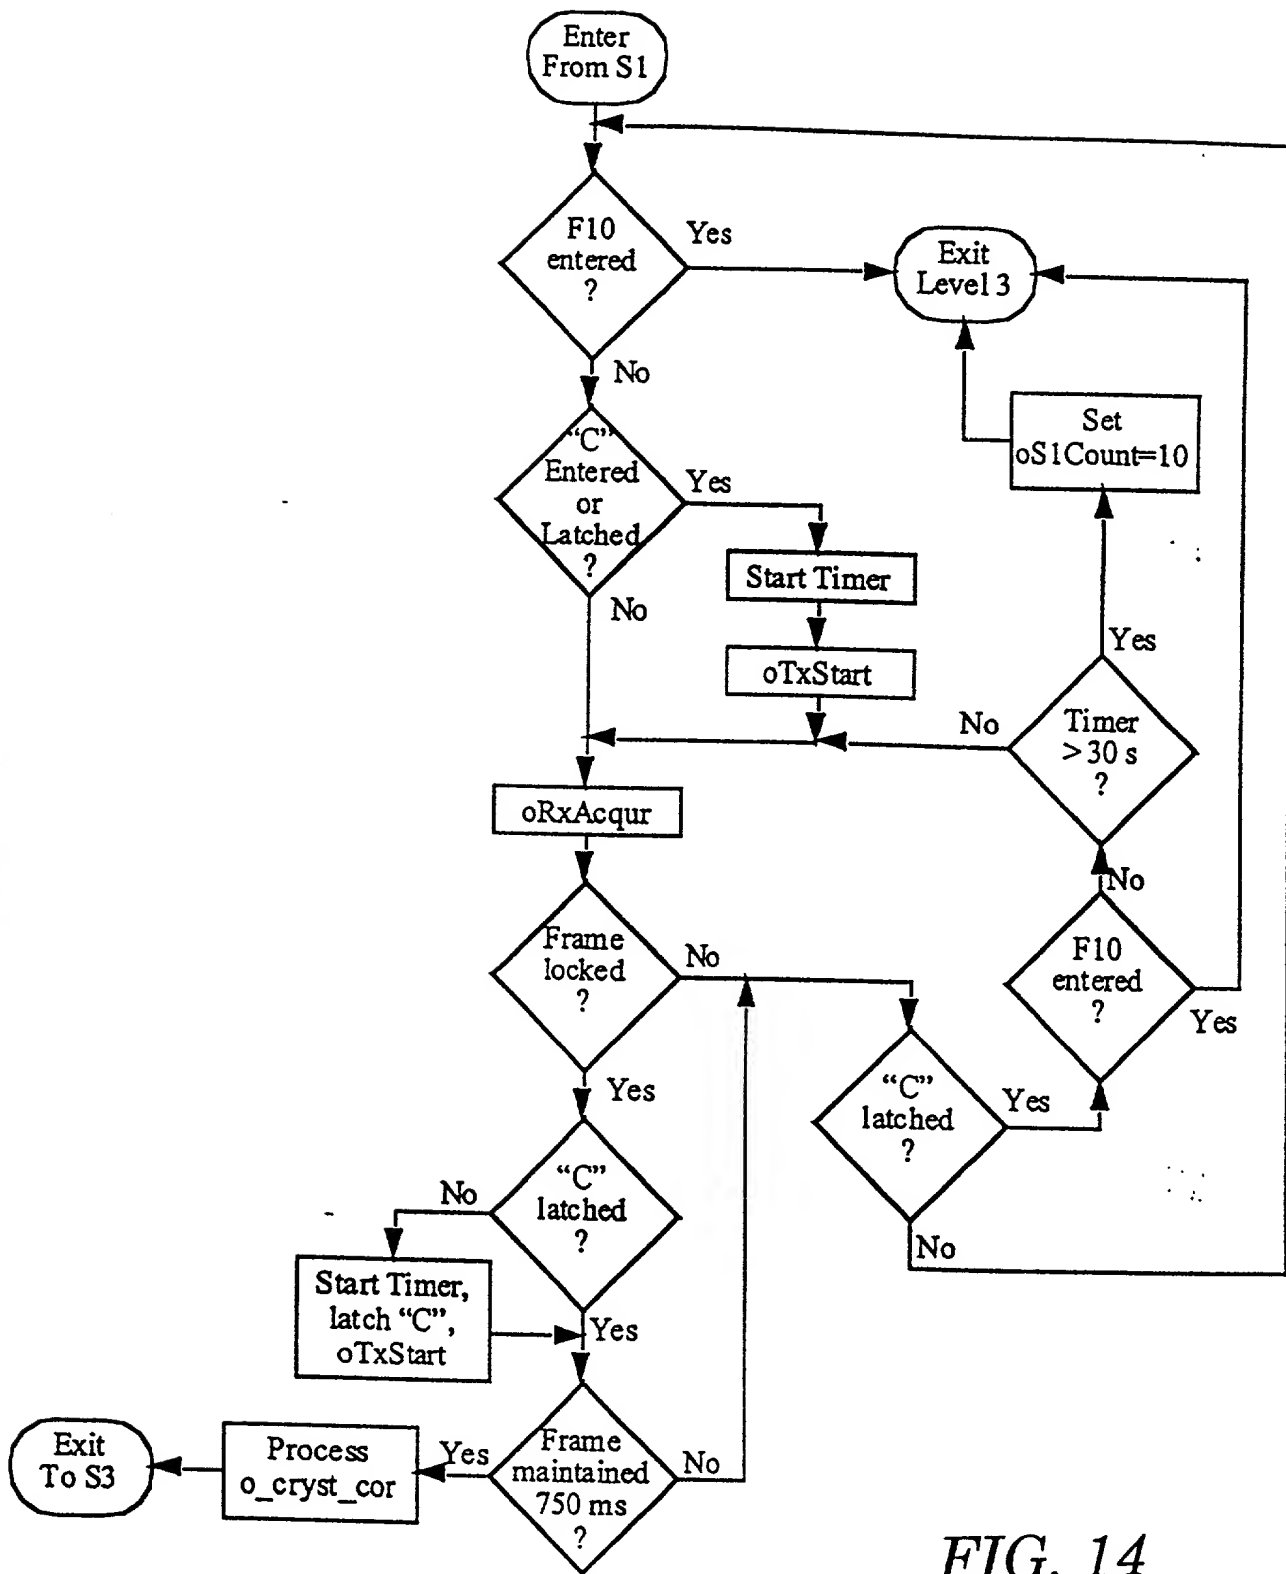 Enter
From S1
F10
entered
?
Yes
No
Exit
Level 3
Set
oS1Count=10
"C"
Entered
or
Latched
?
Yes
No
Start Timer
oTxStart
Yes
Timer
> 30 s
?
No
oRxAcqur
No
F10
entered
?
Yes
Frame
locked
?
No
Yes
"C"
latched
?
Yes
No
"C"
latched
?
No
Yes
Start Timer,
latch "C",
oTxStart
Frame
maintained
750 ms
?
No
Yes
Process
o_cryst_cor
Exit
To S3
FIG. 14